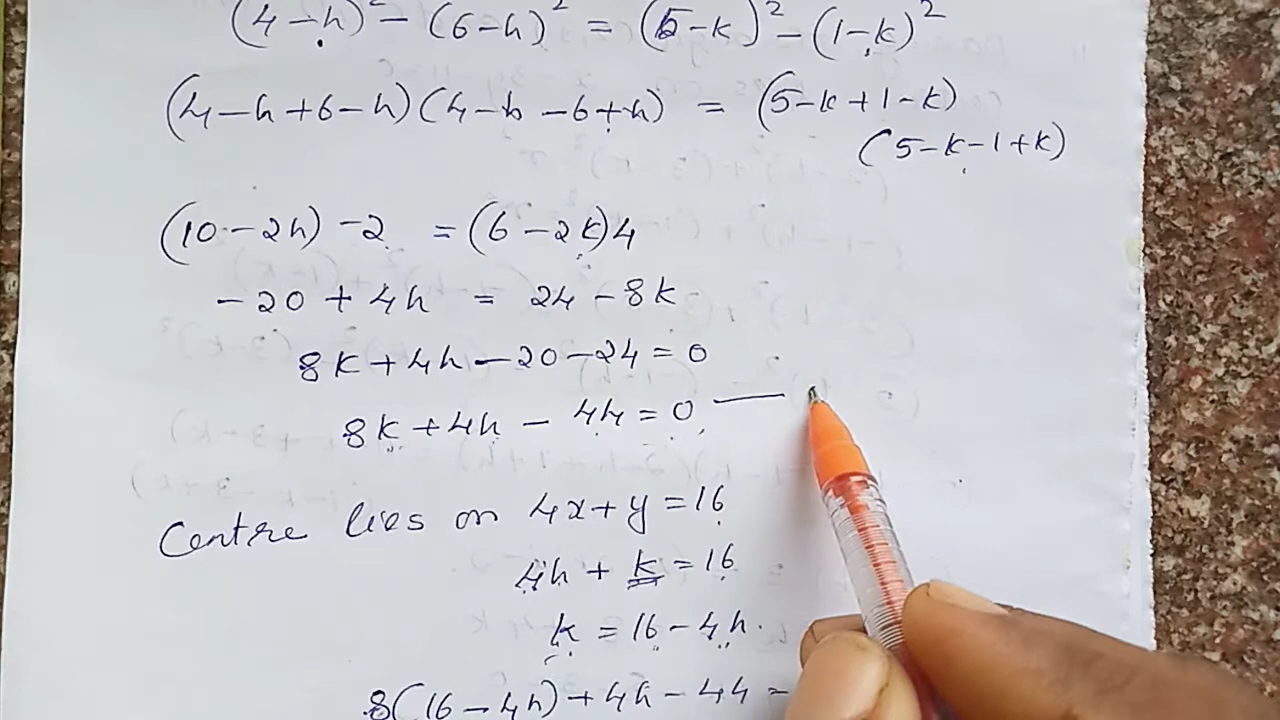 (4-h)² - (6-h)² = (5-k)² - (1-k)²
(4-h+6-h)(4-h-6+h) = (5-k+1-k)
(5-k-1+k)
(10-2h) -2 = (6-2k)4
-20 + 4h = 24 - 8k
8k + 4h - 20 - 24 = 0
8k + 4h - 44 = 0 —
Centre lies on 4x + y = 16
4h + k = 16
k = 16 - 4h.
8(16 - 4h) + 4h - 44 =